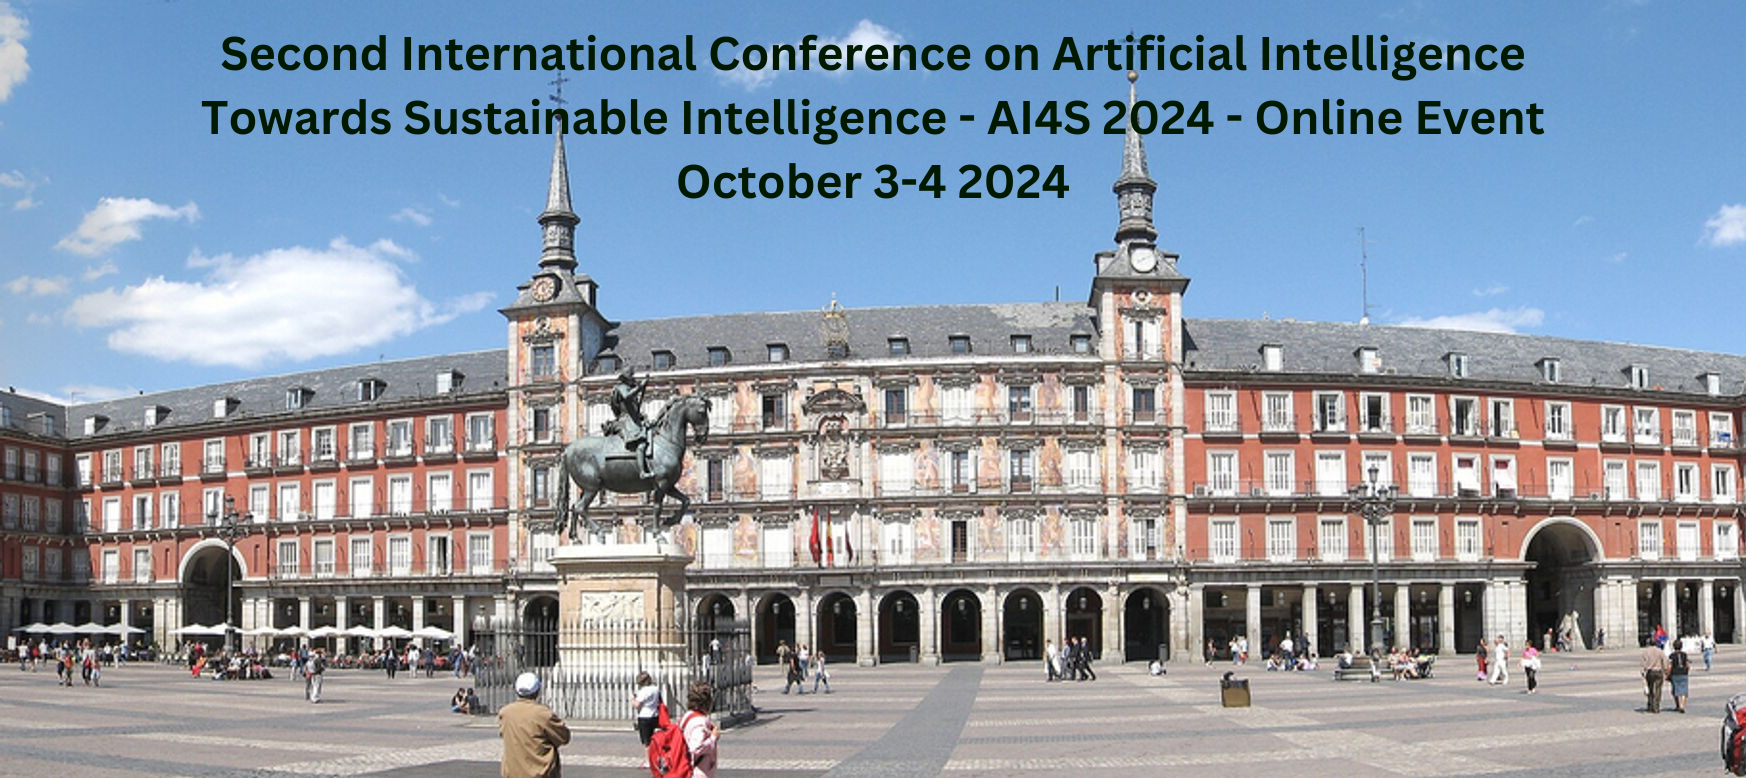 Second International Conference on Artificial Intelligence
Towards Sustainable Intelligence - AI4S 2024 - Online Event
October 3-4 2024